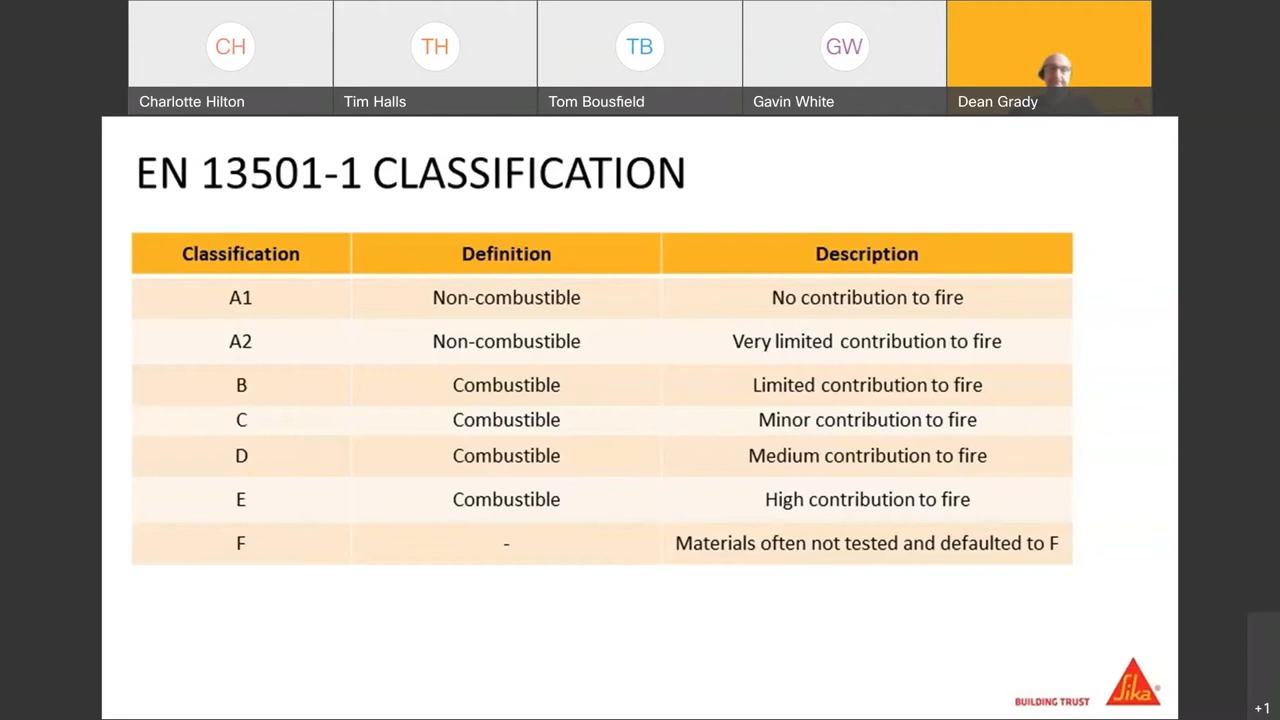 CH
TH
TB
GW
Charlotte Hilton
Tim Halls
Tom Bousfield
Gavin White
Dean Grady
EN 13501-1 CLASSIFICATION
Classification Definition Description
A1 Non-combustible No contribution to fire
A2 Non-combustible Very limited contribution to fire
B Combustible Limited contribution to fire
C Combustible Minor contribution to fire
D Combustible Medium contribution to fire
E Combustible High contribution to fire
F - Materials often not tested and defaulted to F
BUILDING TRUST
Sika®
+1